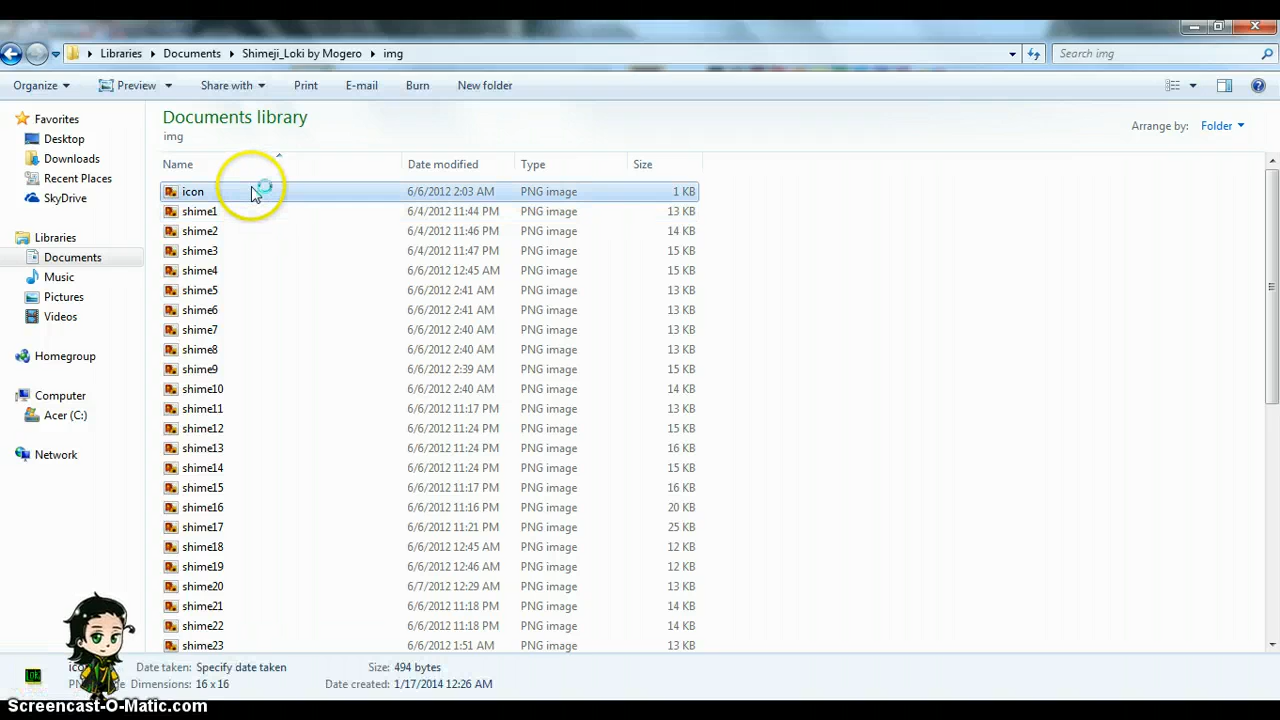 Libraries Documents Shimeji_Loki by Mogero img Search img
Organize Preview Share with Print E-mail Burn New folder
Favorites
Desktop
Downloads
Recent Places
SkyDrive
Libraries
Documents
Music
Pictures
Videos
Homegroup
Computer
Acer (C:)
Network
Documents library
img
Arrange by: Folder
Name Date modified Type Size
icon 6/6/2012 2:03 AM PNG image 1 KB
shime1 6/4/2012 11:44 PM PNG image 13 KB
shime2 6/4/2012 11:46 PM PNG image 14 KB
shime3 6/4/2012 11:47 PM PNG image 15 KB
shime4 6/6/2012 12:45 AM PNG image 15 KB
shime5 6/6/2012 2:41 AM PNG image 13 KB
shime6 6/6/2012 2:41 AM PNG image 13 KB
shime7 6/6/2012 2:40 AM PNG image 13 KB
shime8 6/6/2012 2:40 AM PNG image 13 KB
shime9 6/6/2012 2:39 AM PNG image 15 KB
shime10 6/6/2012 2:40 AM PNG image 14 KB
shime11 6/6/2012 11:17 PM PNG image 13 KB
shime12 6/6/2012 11:24 PM PNG image 14 KB
shime13 6/6/2012 11:24 PM PNG image 16 KB
shime14 6/6/2012 11:24 PM PNG image 15 KB
shime15 6/6/2012 11:17 PM PNG image 16 KB
shime16 6/6/2012 11:16 PM PNG image 20 KB
shime17 6/6/2012 11:21 PM PNG image 25 KB
shime18 6/6/2012 12:45 AM PNG image 12 KB
shime19 6/6/2012 12:46 AM PNG image 12 KB
shime20 6/7/2012 12:29 AM PNG image 13 KB
shime21 6/6/2012 11:18 PM PNG image 14 KB
shime22 6/6/2012 11:18 PM PNG image 14 KB
shime23 6/6/2012 1:51 AM PNG image 13 KB
Date taken: Specify date taken Size: 494 bytes
Dimensions: 16 x 16 Date created: 1/17/2014 12:26 AM
Screencast-O-Matic.com